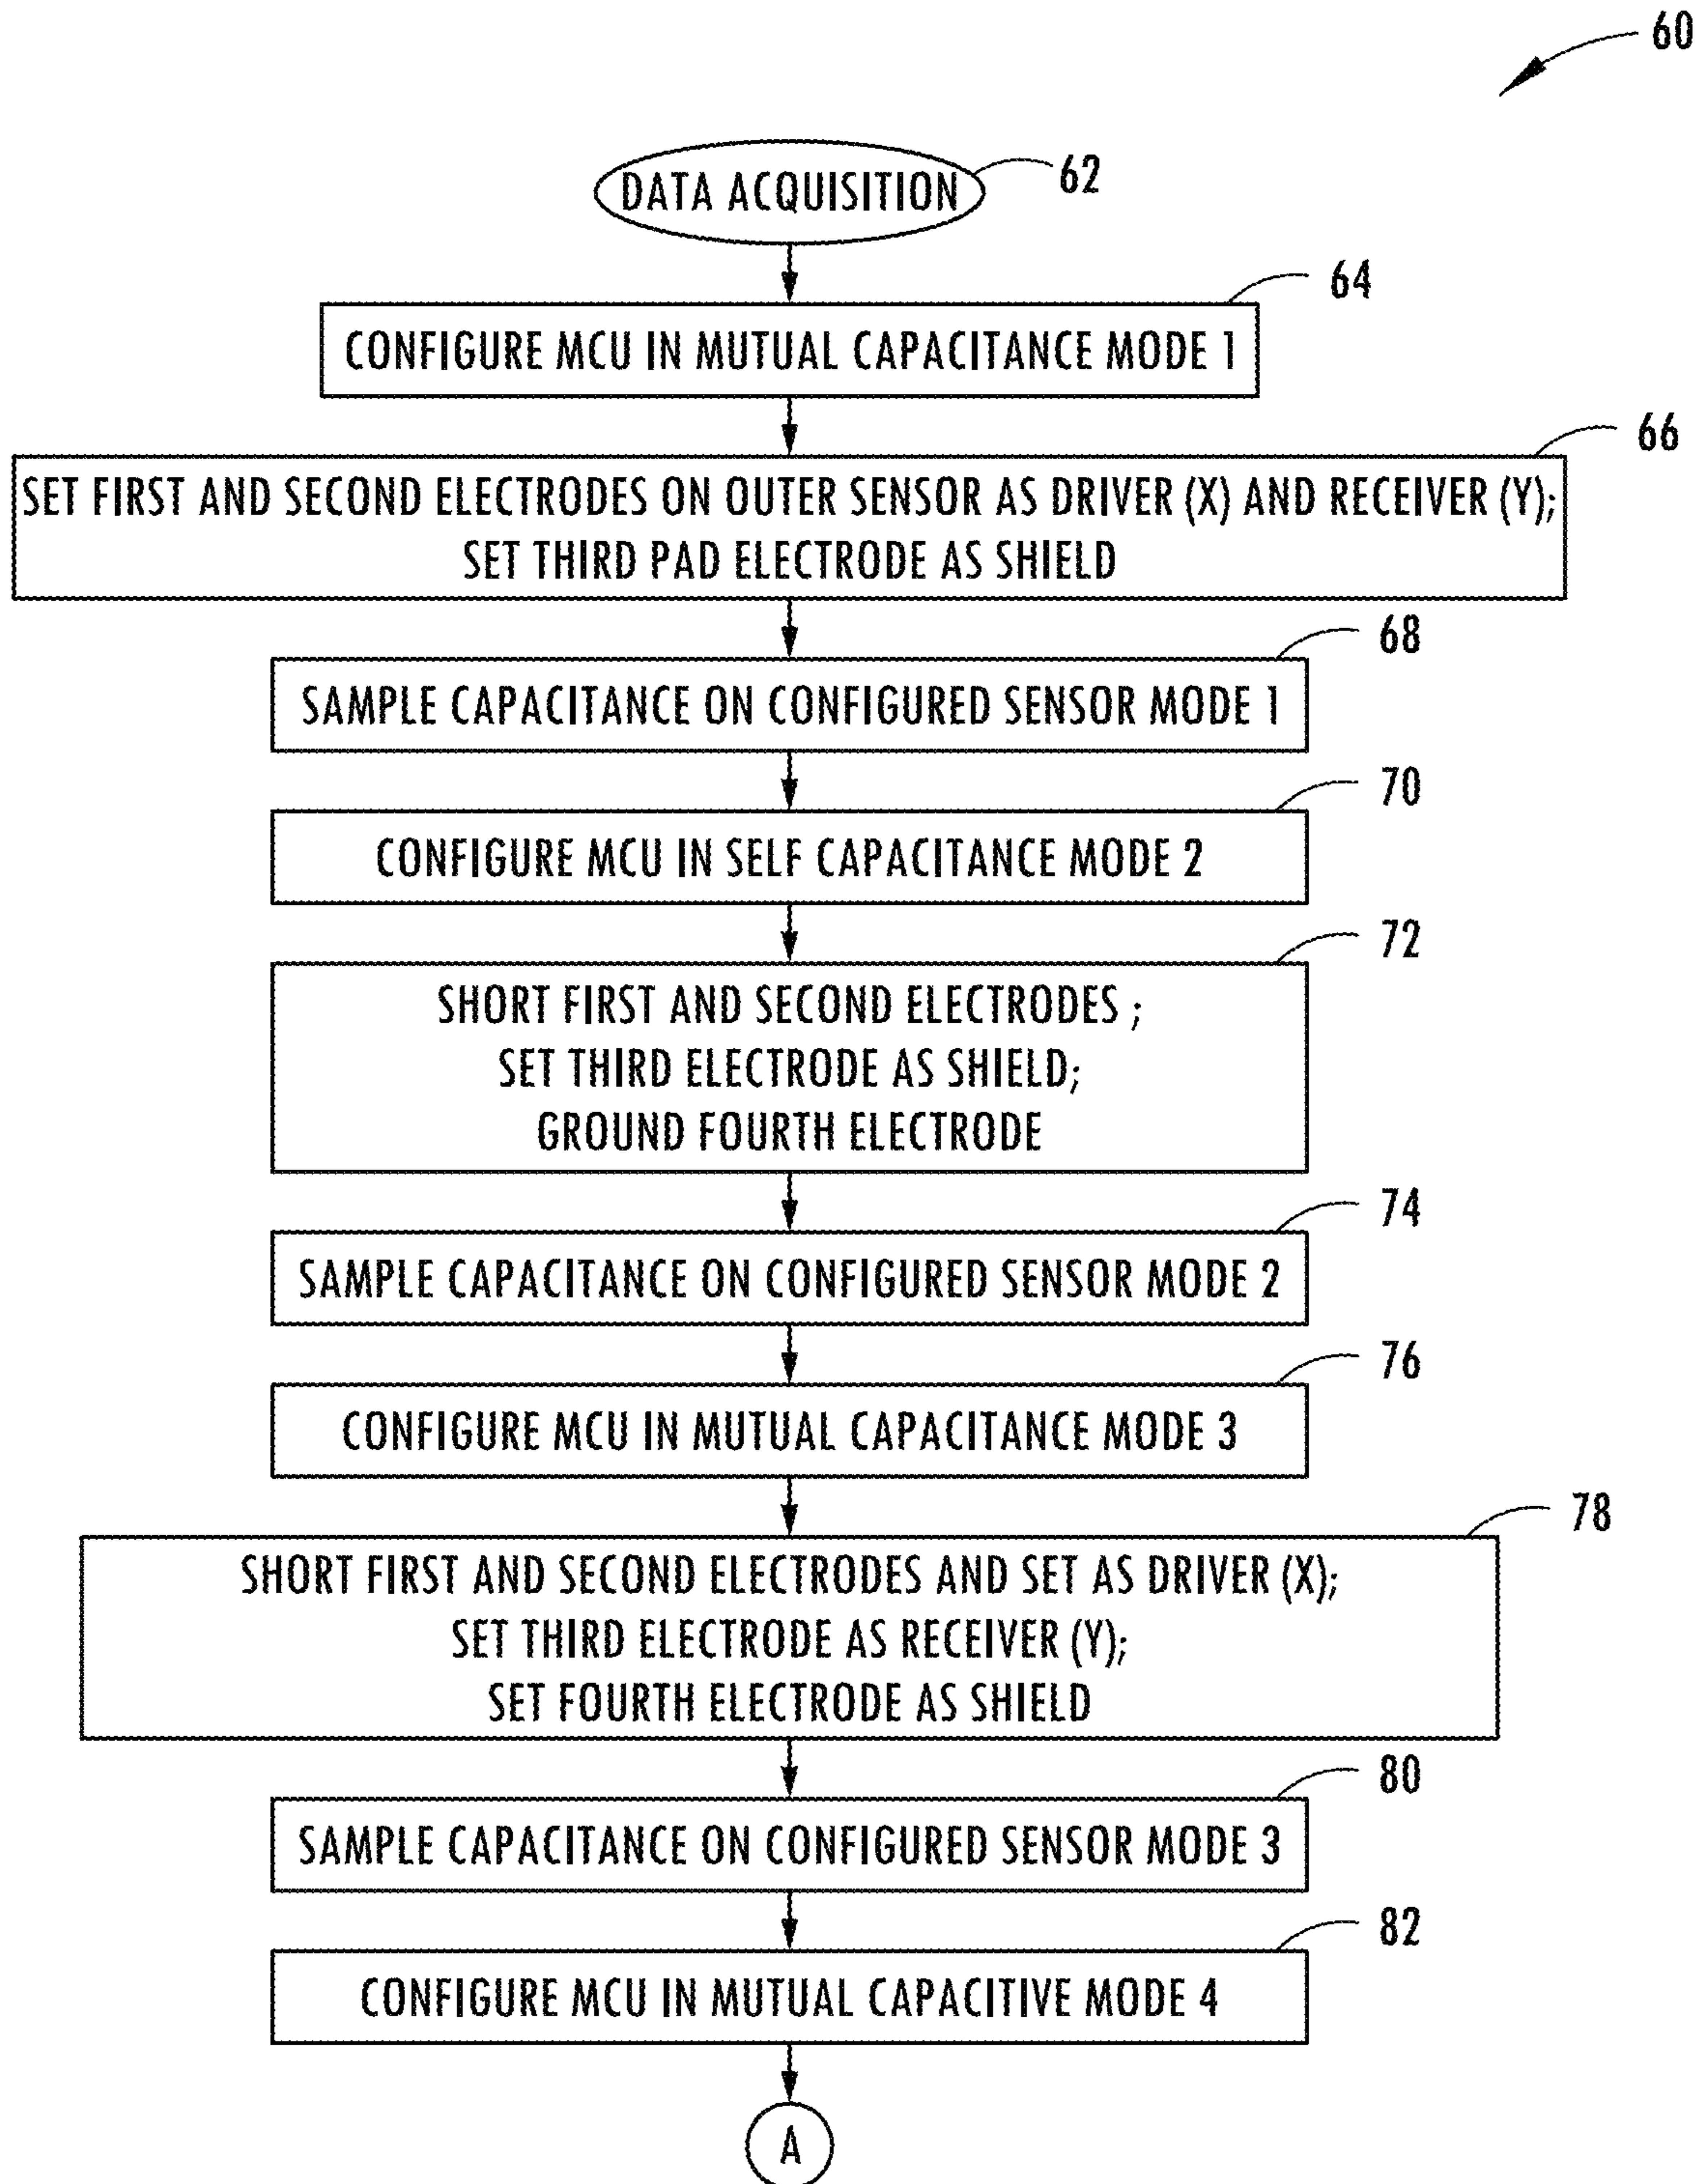 60
DATA ACQUISITION
62
64
CONFIGURE MCU IN MUTUAL CAPACITANCE MODE 1
66
SET FIRST AND SECOND ELECTRODES ON OUTER SENSOR AS DRIVER (X) AND RECEIVER (Y);
SET THIRD PAD ELECTRODE AS SHIELD
68
SAMPLE CAPACITANCE ON CONFIGURED SENSOR MODE 1
70
CONFIGURE MCU IN SELF CAPACITANCE MODE 2
72
SHORT FIRST AND SECOND ELECTRODES ;
SET THIRD ELECTRODE AS SHIELD;
GROUND FOURTH ELECTRODE
74
SAMPLE CAPACITANCE ON CONFIGURED SENSOR MODE 2
76
CONFIGURE MCU IN MUTUAL CAPACITANCE MODE 3
78
SHORT FIRST AND SECOND ELECTRODES AND SET AS DRIVER (X);
SET THIRD ELECTRODE AS RECEIVER (Y);
SET FOURTH ELECTRODE AS SHIELD
80
SAMPLE CAPACITANCE ON CONFIGURED SENSOR MODE 3
82
CONFIGURE MCU IN MUTUAL CAPACITIVE MODE 4
A